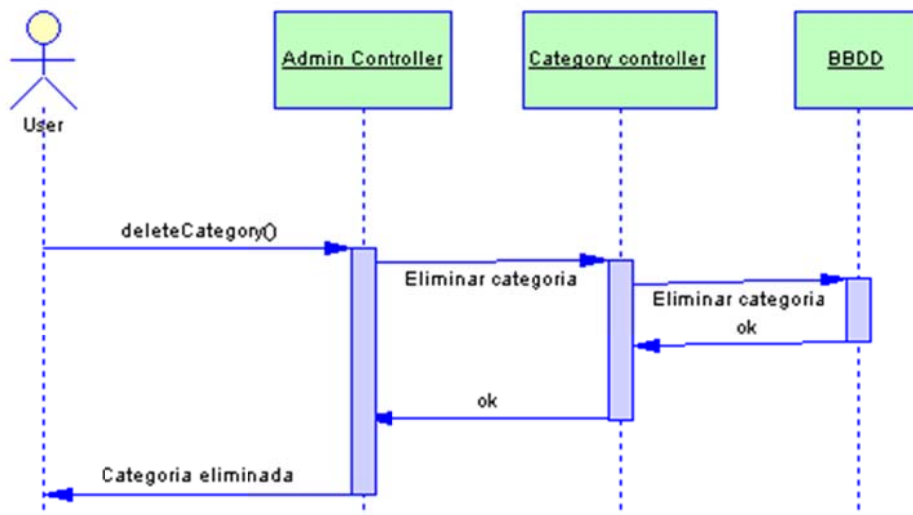 Admin Controller
Category controller
BBDD
User
deleteCategory()
Eliminar categoria
Eliminar categoria
ok
ok
Categoria eliminada